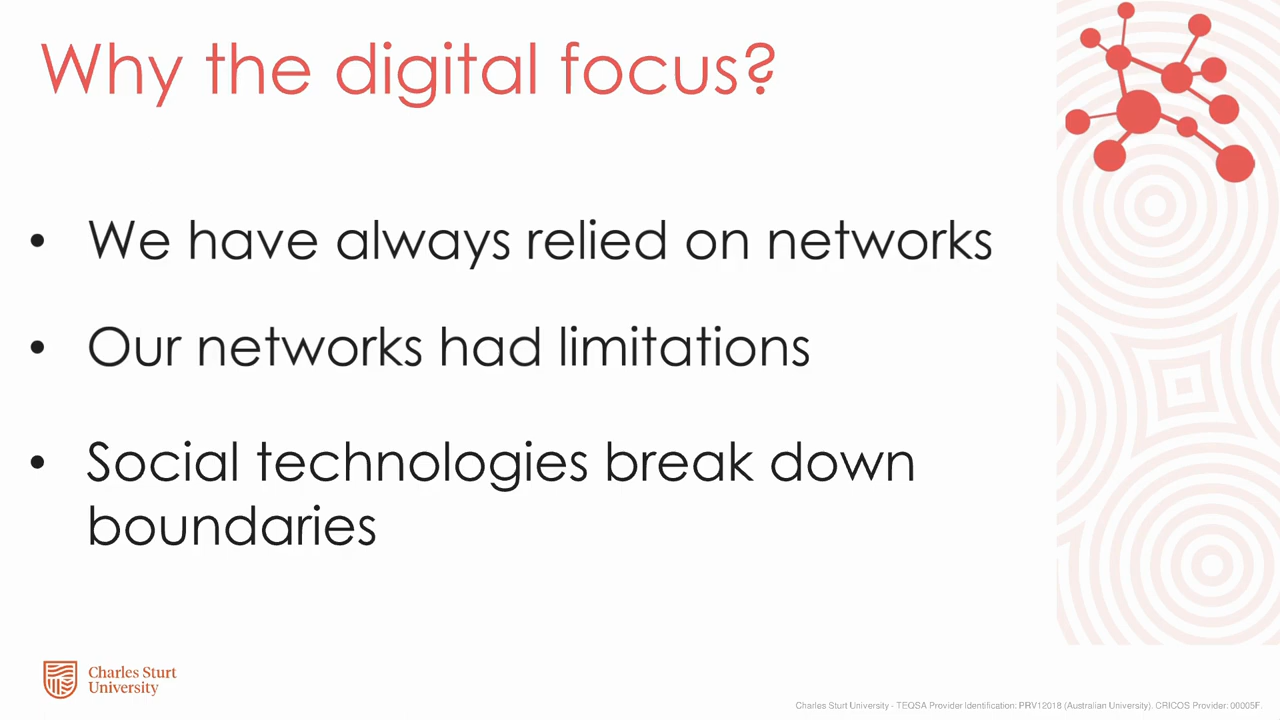 Why the digital focus?
• We have always relied on networks
• Our networks had limitations
• Social technologies break down
boundaries
Charles Sturt
University
Charles Sturt University - TEQSA Provider Identification: PRV12018 (Australian University). CRICOS Provider: 00005F.